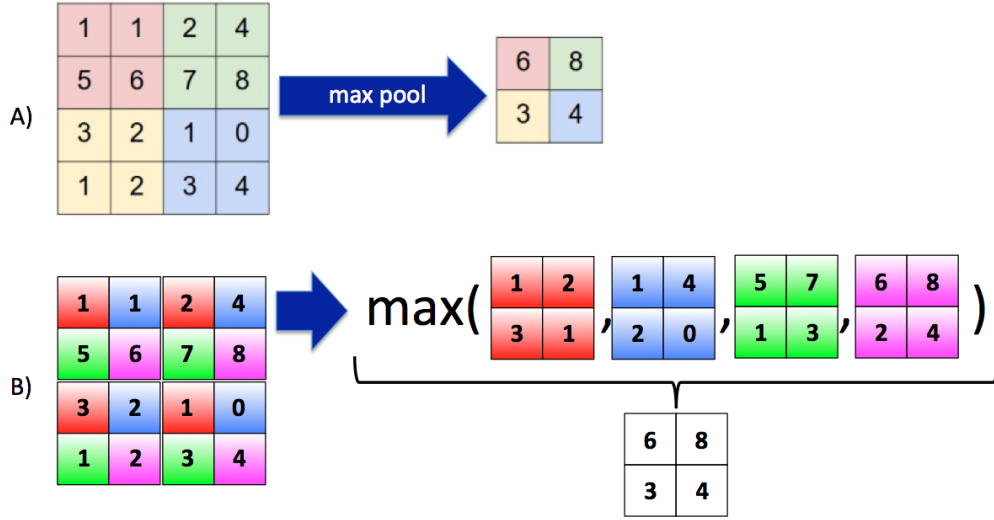 A)
1 1 2 4
5 6 7 8
3 2 1 0
1 2 3 4
max pool
6 8
3 4
B)
1 1 2 4
5 6 7 8
3 2 1 0
1 2 3 4
max( 1 2 , 1 4 , 5 7 , 6 8 )
3 1 2 0 1 3 2 4
6 8
3 4